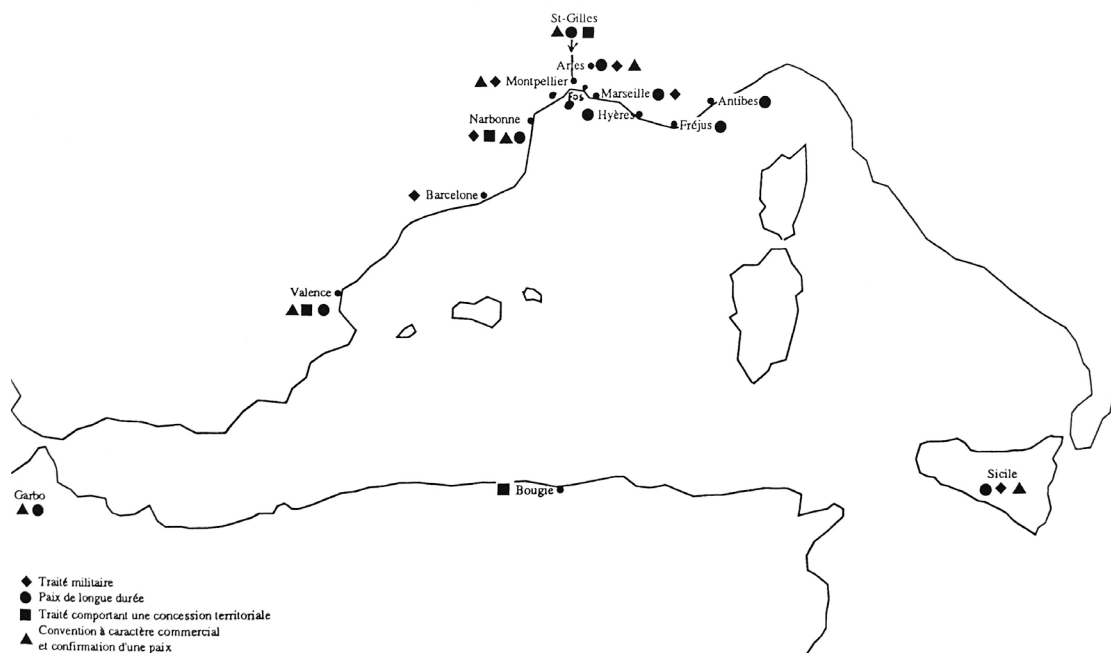 St-Gilles
Arles
Montpellier
Fos
Marseille
Antibes
Hyères
Fréjus
Narbonne
Barcelone
Valence
Sicile
Garbo
Bougie
Traité militaire
Paix de longue durée
Traité comportant une concession territoriale
Convention à caractère commercial
et confirmation d'une paix